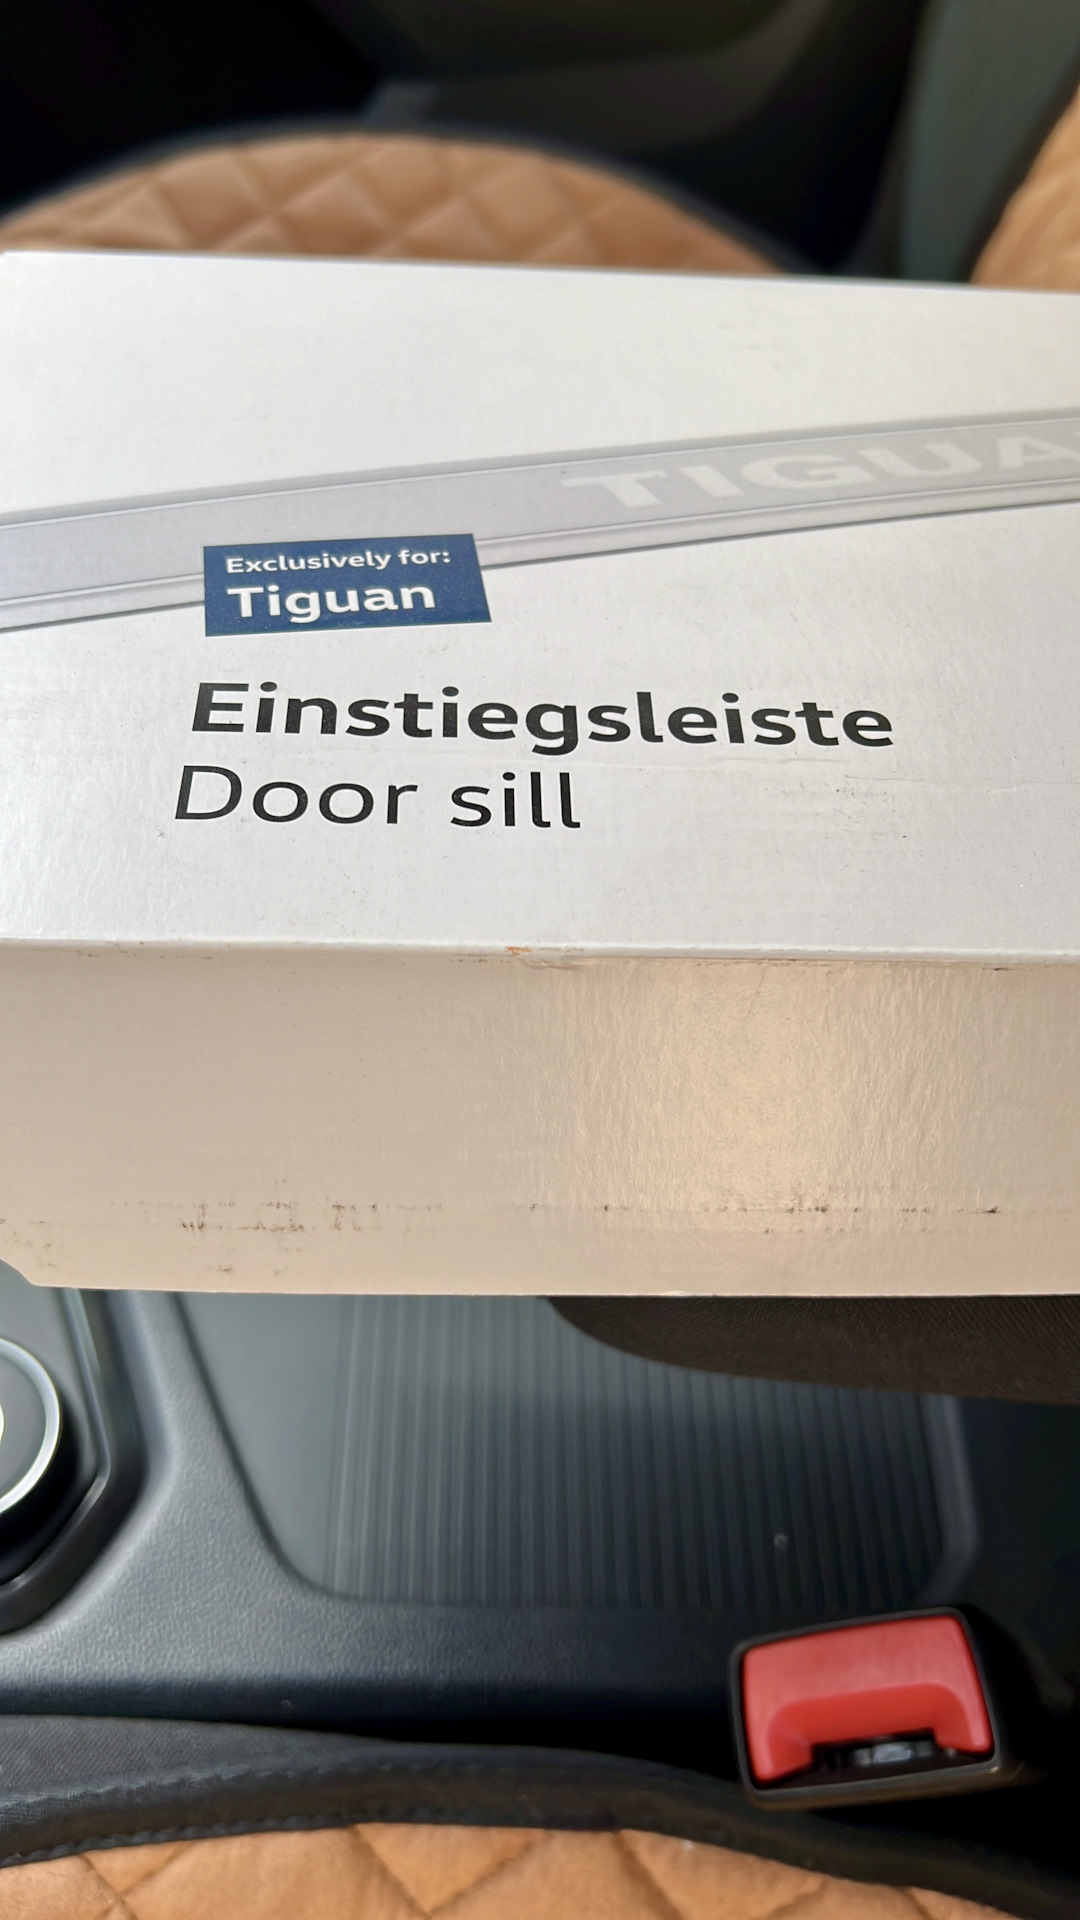 TIGUA
Exclusively for:
Tiguan
Einstiegsleiste
Door sill